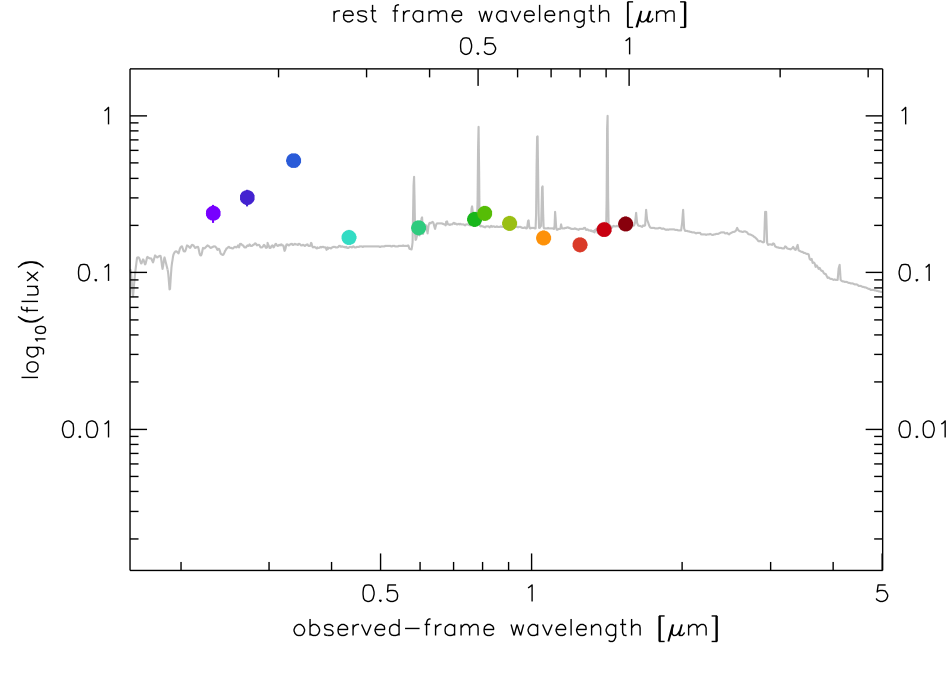 rest frame wavelength [μm]
0.5 1
1 1
0.1 0.1
log10(flux)
0.01 0.01
0.5 1 5
observed-frame wavelength [μm]